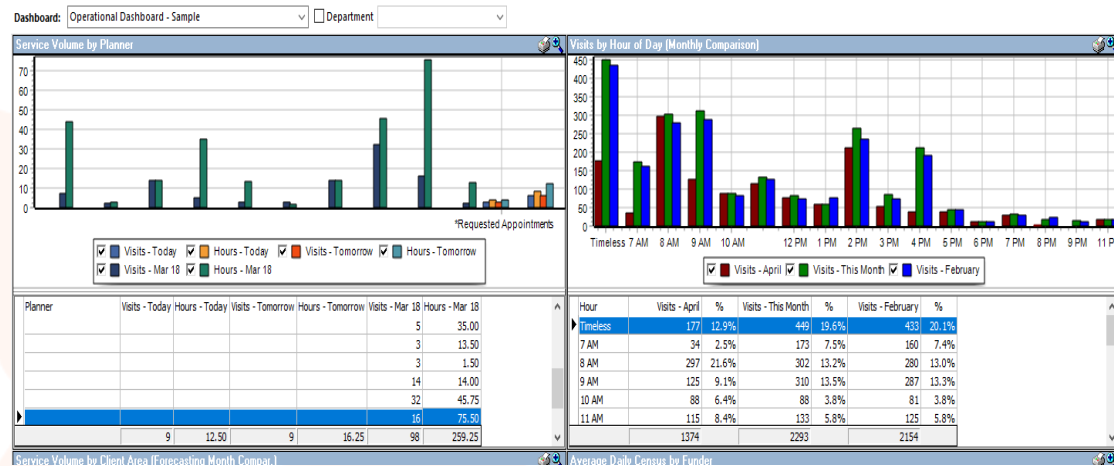 Dashboard: Operational Dashboard - Sample Department
Service Volume by Planner
70
60
50
40
30
20
10
0
*Requested Appointments
Visits - Today Hours - Today Visits - Tomorrow Hours - Tomorrow
Visits - Mar 18 Hours - Mar 18
Planner Visits - Today Hours - Today Visits - Tomorrow Hours - Tomorrow Visits - Mar 18 Hours - Mar 18
5 35.00
3 13.50
3 1.50
14 14.00
32 45.75
16 75.50
9 12.50 9 16.25 98 259.25
Visits by Hour of Day (Monthly Comparison)
450
400
350
300
250
200
150
100
50
0
Timeless 7 AM 8 AM 9 AM 10 AM 12 PM 1 PM 2 PM 3 PM 4 PM 5 PM 6 PM 7 PM 8 PM 9 PM 11 P
Visits - April Visits - This Month Visits - February
Hour Visits - April % Visits - This Month % Visits - February %
Timeless 177 12.9% 449 19.6% 433 20.1%
7 AM 34 2.5% 173 7.5% 160 7.4%
8 AM 297 21.6% 302 13.2% 280 13.0%
9 AM 125 9.1% 310 13.5% 287 13.3%
10 AM 88 6.4% 88 3.8% 81 3.8%
11 AM 115 8.4% 133 5.8% 125 5.8%
1374 2293 2154
Service Volume by Client Area (Forecasting Month Compar.)
Average Daily Census by Funder